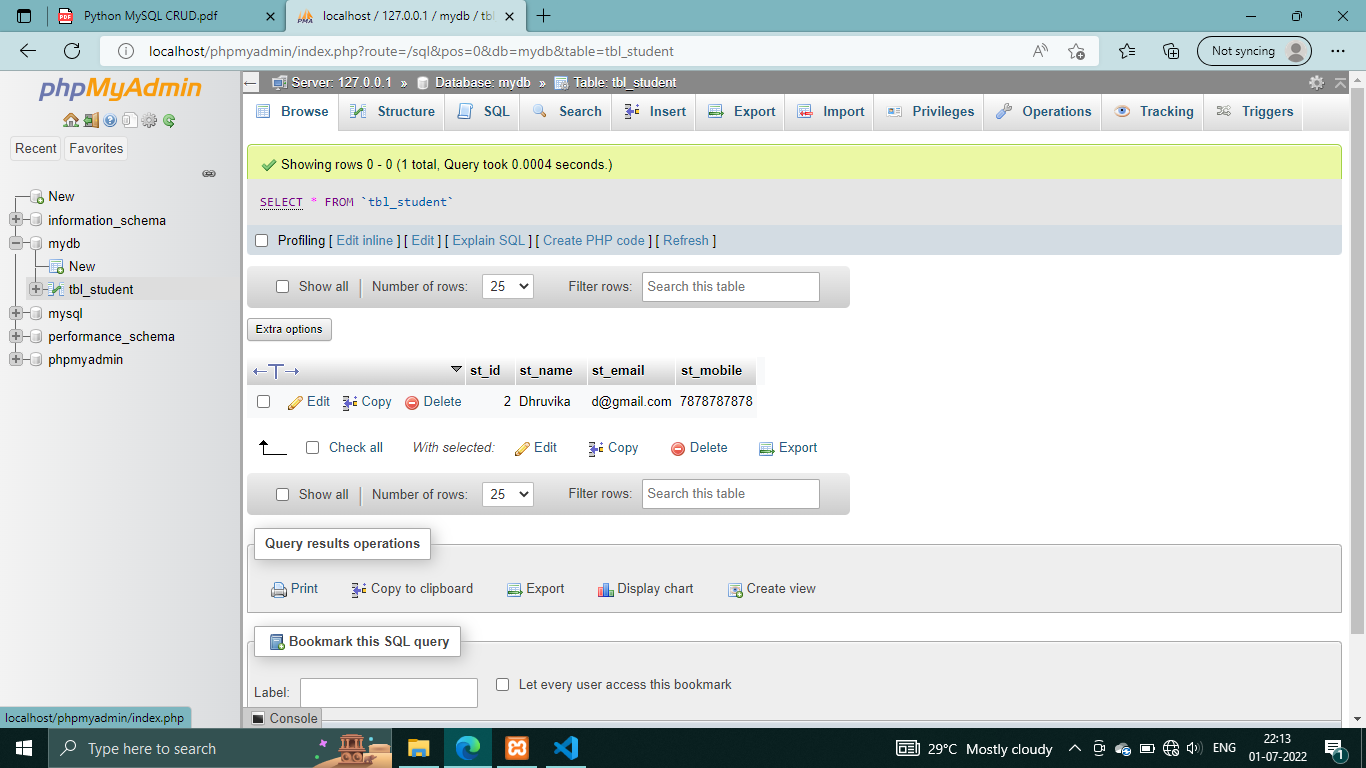 Python MySQL CRUD.pdf
localhost / 127.0.0.1 / mydb / tbl
localhost/phpmyadmin/index.php?route=/sql&pos=0&db=mydb&table=tbl_student
Not syncing
phpMyAdmin
Recent Favorites
New
information_schema
mydb
New
tbl_student
mysql
performance_schema
phpmyadmin
Server: 127.0.0.1 » Database: mydb » Table: tbl_student
Browse Structure SQL Search Insert Export Import Privileges Operations Tracking Triggers
Showing rows 0 - 0 (1 total, Query took 0.0004 seconds.)
SELECT * FROM `tbl_student`
Profiling [ Edit inline ] [ Edit ] [ Explain SQL ] [ Create PHP code ] [ Refresh ]
Show all | Number of rows: 25 Filter rows: Search this table
Extra options
←T→ st_id st_name st_email st_mobile
Edit Copy Delete 2 Dhruvika d@gmail.com 7878787878
Check all With selected: Edit Copy Delete Export
Show all | Number of rows: 25 Filter rows: Search this table
Query results operations
Print Copy to clipboard Export Display chart Create view
Bookmark this SQL query
Label: Let every user access this bookmark
Console
localhost/phpmyadmin/index.php
Type here to search
29°C Mostly cloudy
ENG
22:13
01-07-2022
1